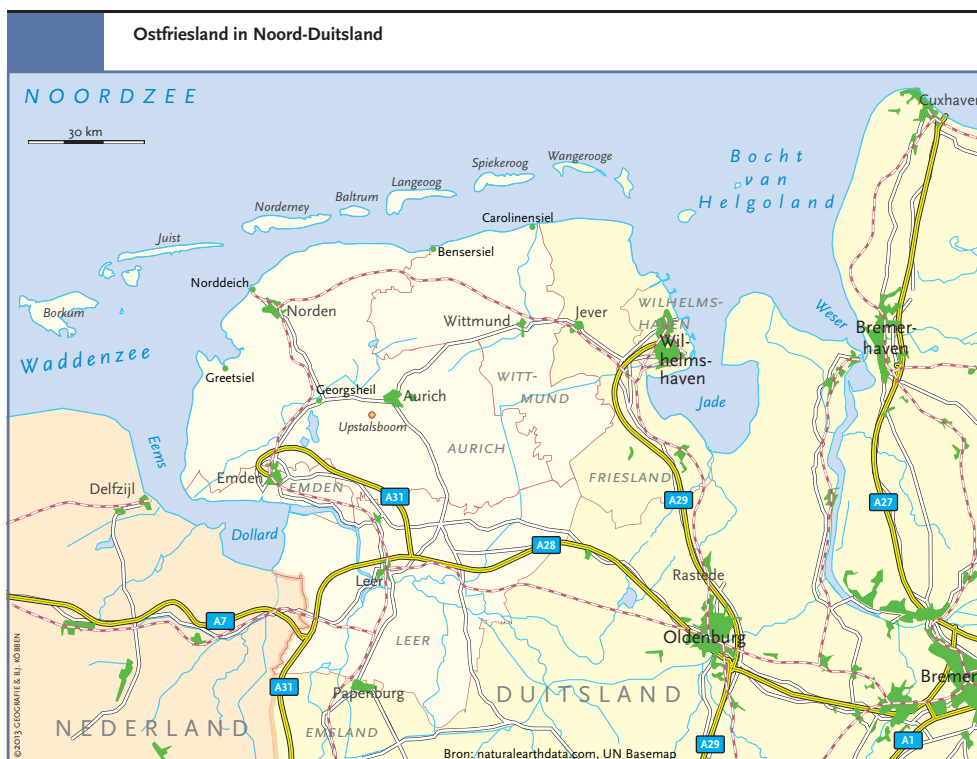 Ostfriesland in Noord-Duitsland
NOORDZEE
30 km
Cuxhaven
Bocht
van
Helgoland
Wangerooge
Spiekeroog
Langeoog
Baltrum
Norderney
Juist
Borkum
Carolinensiel
Bensersiel
Norddeich
Norden
Wittmund
Jever
WILHELMS-
HAVEN
Wil-
helms-
haven
Weser
Bremer-
haven
Waddenzee
Greetsiel
Georgsheil
Aurich
Upstalsboom
WITT-
MUND
Jade
AURICH
Eems
Emden
EMDEN
FRIESLAND
Delfzijl
A31
A29
A27
Dollard
A28
Leer
Rastede
A7
LEER
Oldenburg
A31
Papenburg
DUITSLAND
Bremen
NEDERLAND
EMSLAND
A29
A1
Bron: naturalearthdata.com, UN Basemap
©2013 GEOGRAFIE & B.J. KÖBBEN